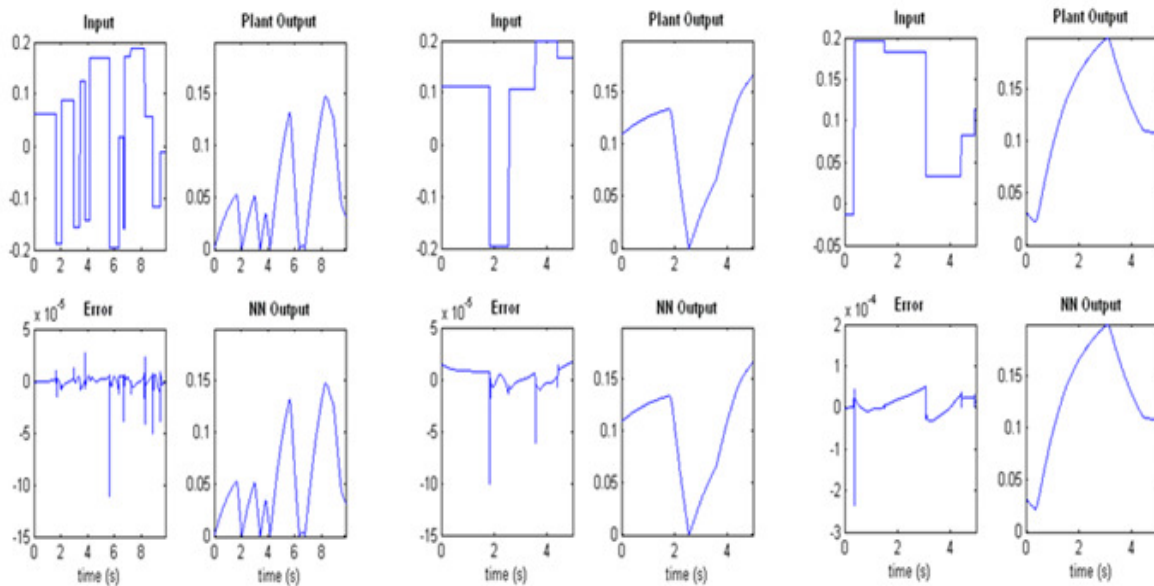 Input
0.2
0.1
0
-0.1
-0.2
0 2 4 6 8
Plant Output
0.15
0.1
0.05
0
0 2 4 6 8
Input
0.2
0.1
0
-0.1
-0.2
0 2 4
Plant Output
0.15
0.1
0.05
0
0 2 4
Input
0.2
0.15
0.1
0.05
0
-0.05
0 2 4
Plant Output
0.15
0.1
0.05
0
0 2 4
Error
x 10⁻⁵
5
0
-5
-10
-15
0 2 4 6 8
time (s)
NN Output
0.15
0.1
0.05
0
0 2 4 6 8
time (s)
Error
x 10⁻⁵
5
0
-5
-10
-15
0 2 4
time (s)
NN Output
0.15
0.1
0.05
0
0 2 4
time (s)
Error
x 10⁻⁴
2
1
0
-1
-2
-3
0 2 4
time (s)
NN Output
0.15
0.1
0.05
0
0 2 4
time (s)